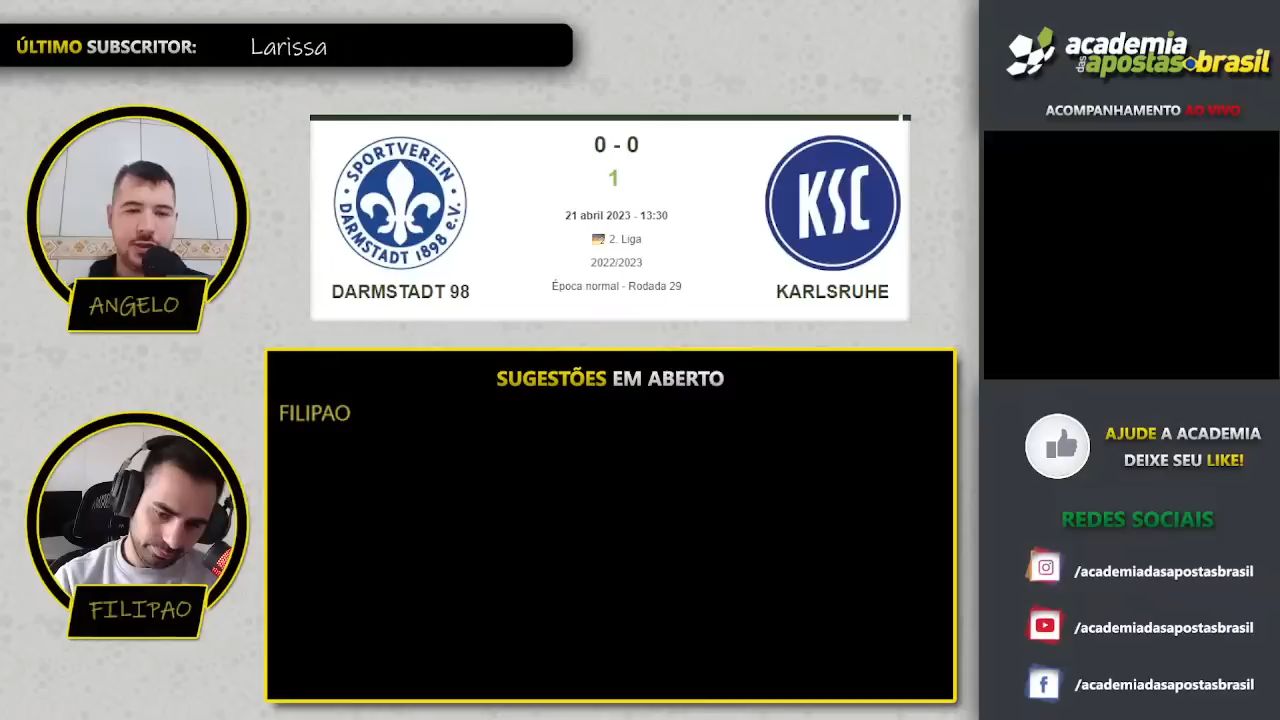 ÚLTIMO SUBSCRITOR: Larissa
ANGELO
FILIPAO
SPORTVEREIN
DARMSTADT 1898 e.V.
DARMSTADT 98
0 - 0
1
21 abril 2023 - 13:30
2. Liga
2022/2023
Época normal - Rodada 29
KSC
KARLSRUHE
SUGESTÕES EM ABERTO
FILIPAO
academia
das apostas brasil
ACOMPANHAMENTO AO VIVO
AJUDE A ACADEMIA
DEIXE SEU LIKE!
REDES SOCIAIS
/academiadasapostasbrasil
/academiadasapostasbrasil
/academiadasapostasbrasil